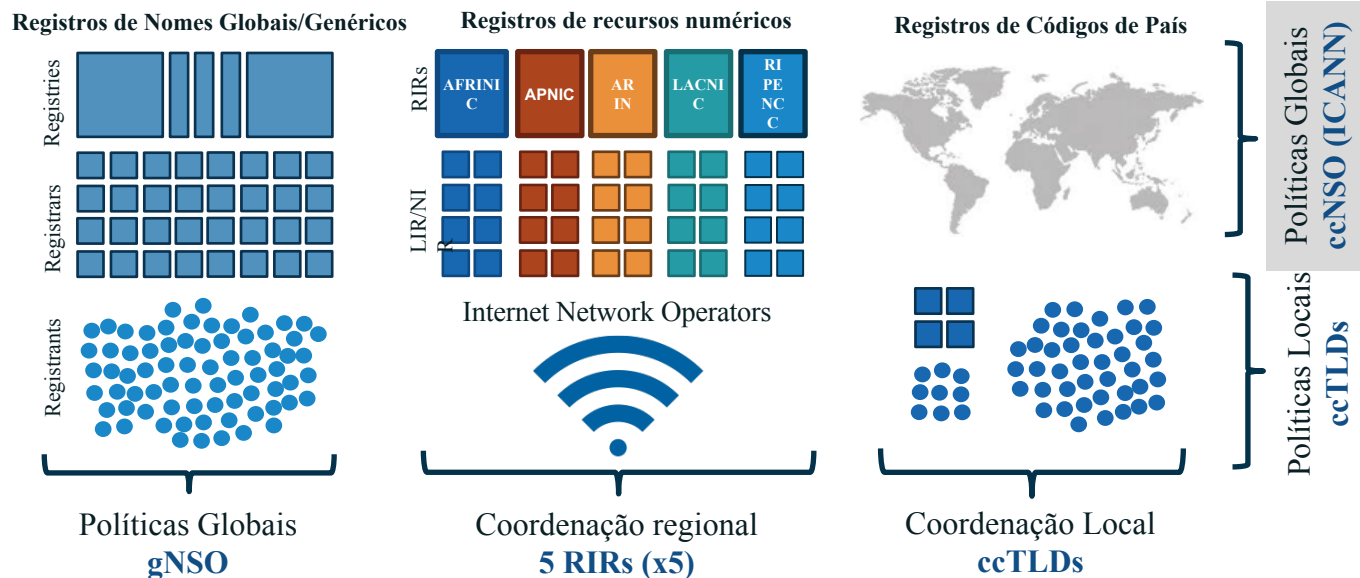 Registros de Nomes Globais/Genéricos
Registries
Registrars
Registrants
Políticas Globais
gNSO
Registros de recursos numéricos
RIRs
AFRINI
C
APNIC
AR
IN
LACNIC
C
RI
PE
NC
C
LIR/NI
R
Internet Network Operators
Coordenação regional
5 RIRs (x5)
Registros de Códigos de País
Coordenação Local
ccTLDs
Políticas Globais
ccNSO (ICANN)
Políticas Locais
ccTLDs